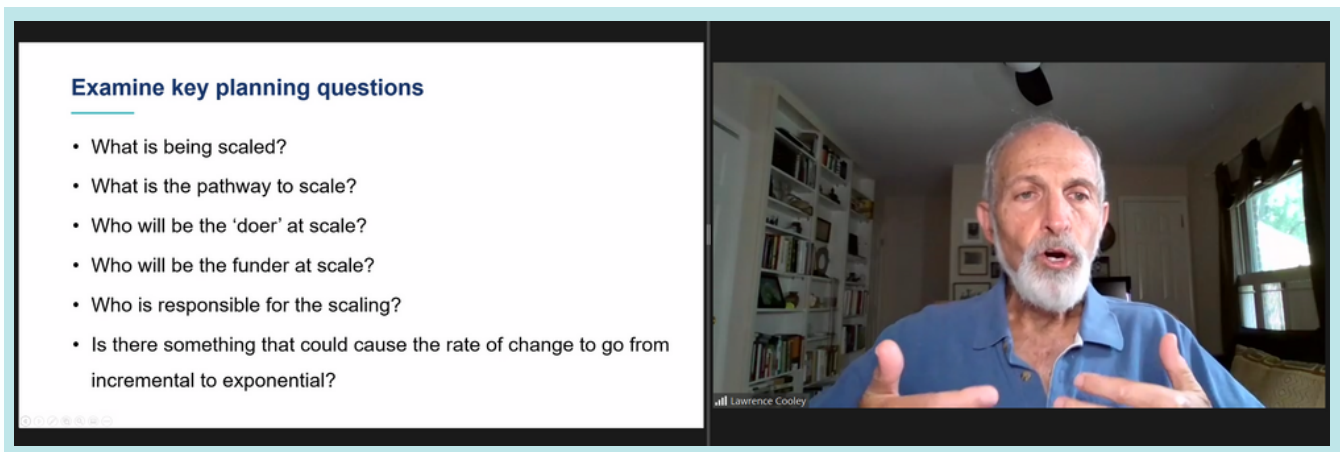 Examine key planning questions
• What is being scaled?
• What is the pathway to scale?
• Who will be the ‘doer’ at scale?
• Who will be the funder at scale?
• Who is responsible for the scaling?
• Is there something that could cause the rate of change to go from
incremental to exponential?
Lawrence Cooley